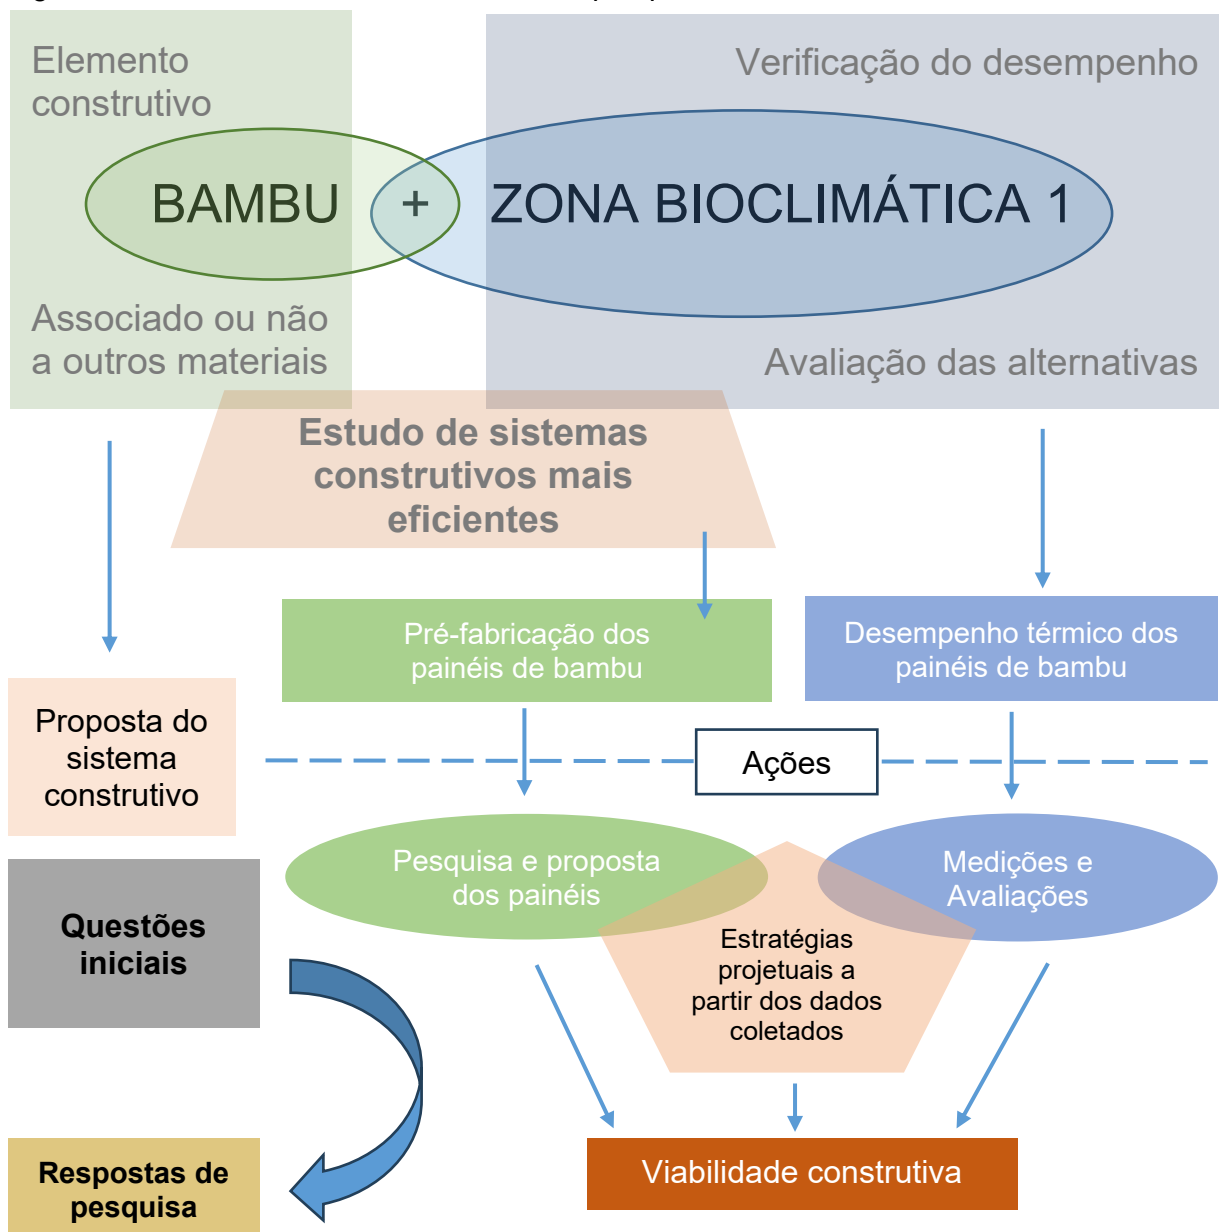 Elemento
construtivo
Verificação do desempenho
BAMBU + ZONA BIOCLIMÁTICA 1
Associado ou não
a outros materiais
Avaliação das alternativas
Estudo de sistemas
construtivos mais
eficientes
Pré-fabricação dos
painéis de bambu
Desempenho térmico dos
painéis de bambu
Proposta do
sistema
construtivo
Ações
Pesquisa e proposta
dos painéis
Medições e
Avaliações
Questões
iniciais
Estratégias
projetuais a
partir dos dados
coletados
Respostas de
pesquisa
Viabilidade construtiva